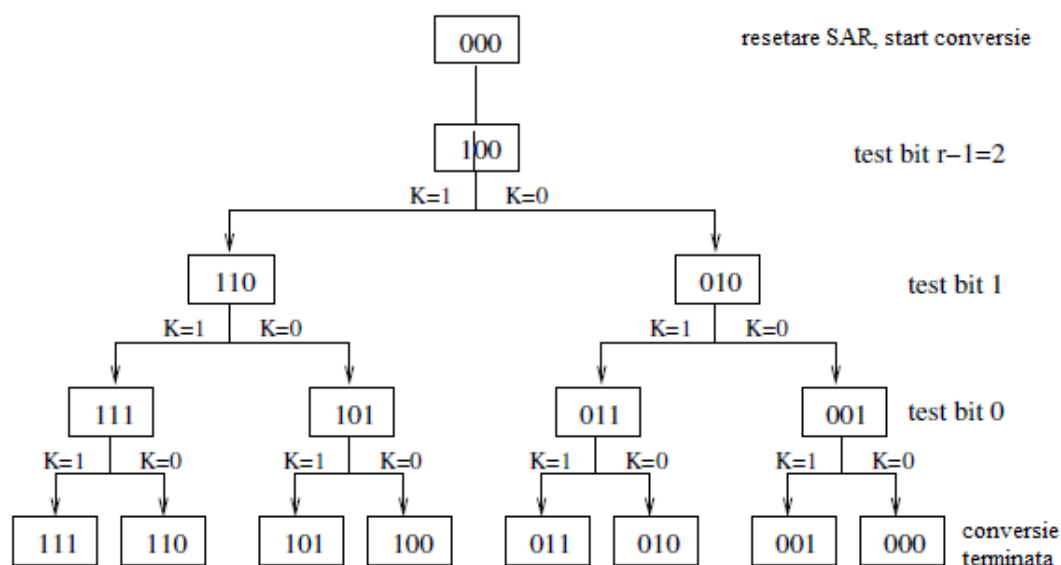 000 resetare SAR, start conversie
100 test bit r−1=2
K=1 K=0
110 010 test bit 1
K=1 K=0 K=1 K=0
111 101 011 001 test bit 0
K=1 K=0 K=1 K=0 K=1 K=0 K=1 K=0
111 110 101 100 011 010 001 000 conversie
terminata